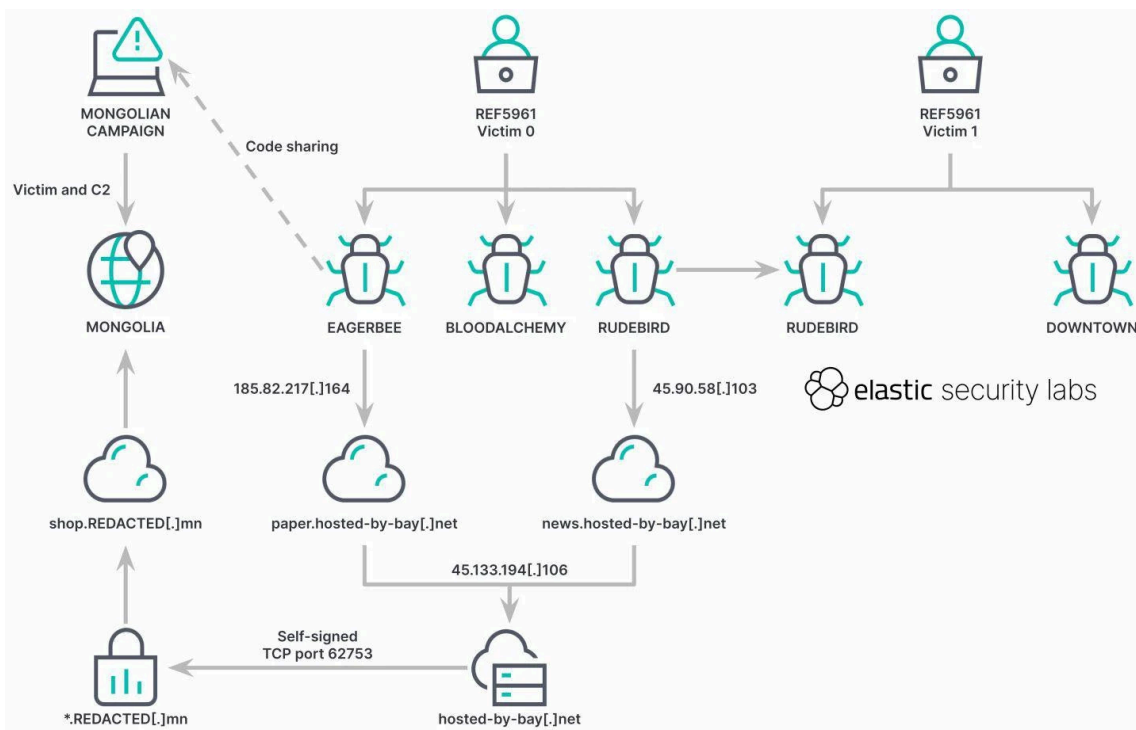 MONGOLIAN
CAMPAIGN
REF5961
Victim 0
REF5961
Victim 1
Code sharing
Victim and C2
MONGOLIA
EAGERBEE
BLOODALCHEMY
RUDEBIRD
RUDEBIRD
DOWNTOWN
185.82.217[.]164
45.90.58[.]103
elastic security labs
shop.REDACTED[.]mn
paper.hosted-by-bay[.]net
news.hosted-by-bay[.]net
45.133.194[.]106
Self-signed
TCP port 62753
*.REDACTED[.]mn
hosted-by-bay[.]net